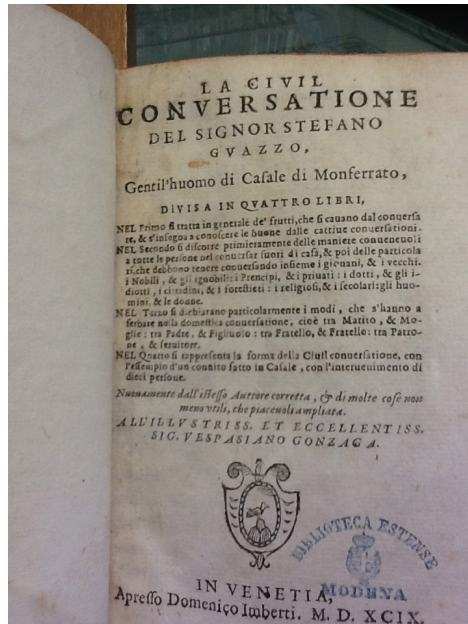 LA CIVIL
CONVERSATIONE
DEL SIGNOR STEFANO
GVAZZO,
Gentil'huomo di Caſale di Monferrato,
DIVISA IN QVATTRO LIBRI,
NEL Primo ſi tratta in generale de' frutti, che ſi cauano dal conuerſa
re, & s'inſegna a conoſcere le buone dalle cattiue conuerſationi.
NEL Secondo ſi diſcorre primieramente delle maniere conueneuoli
a tutte le perſone nel conuerſar fuori di caſa, & poi delle particola
ri, che debbono tenere conuerſando inſieme i giouani, & i vecchi.
i Nobili, & gli ignobili: i Prencipi, & i priuati: i dotti, & gli i-
diotti, i cittadini, & i foreſtieri: i religioſi, & i ſecolari: gli huo-
mini, & le donne.
NEL Terzo ſi dichiarano particolarmente i modi, che s'hanno a
ſerbare nella domeſtica conuerſatione, cioè tra Marito, & Mo-
glie: tra Padre, & Figliuolo: tra Fratello, & Fratello: tra Patro-
ne, & ſeruitore.
NEL Quarto ſi rappreſenta la forma della Ciuil conuerſatione, con
l'eſſempio d'un conuito fatto in Caſale, con l'interuenimento di
dieci perſone.
Nuouamente dall'iſteſſo Auttore corretta, & di molte coſe non
meno vtili, che piaceuoli ampliata.
ALL'ILLVSTRISS. ET ECCELLENTISS.
SIG. VESPASIANO GONZAGA.
BIBLIOTECA ESTENSE
MODENA
IN VENETIA,
Apreſſo Domenico Imberti. M. D. XCIX.